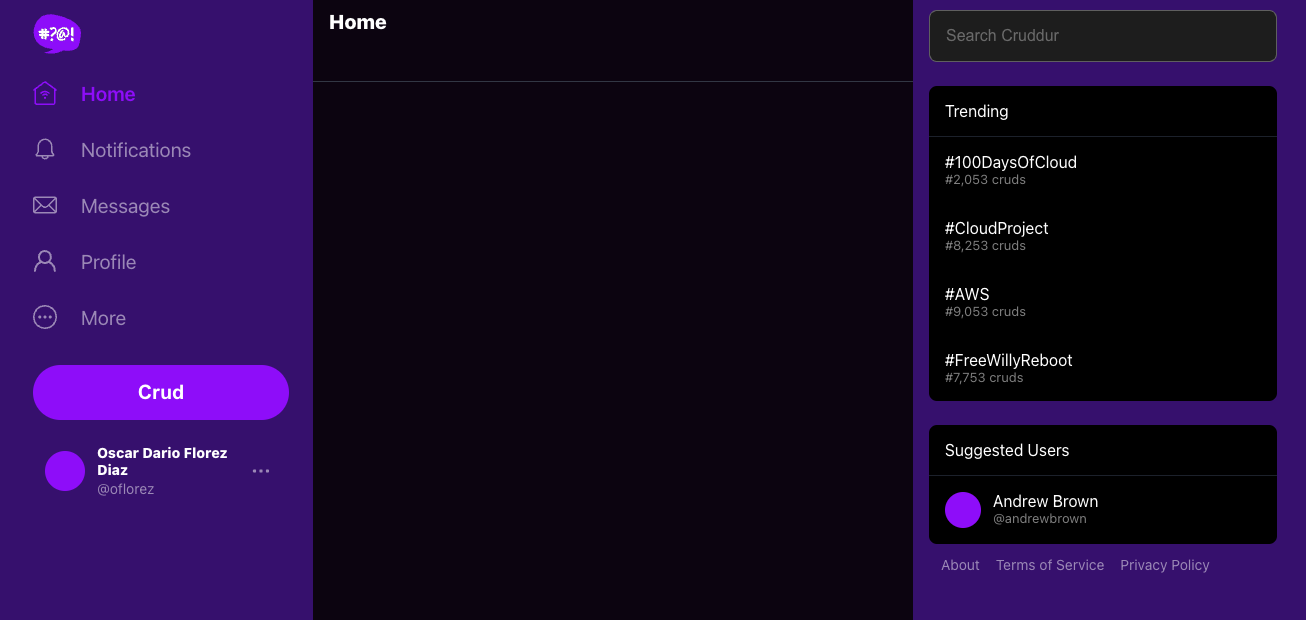 #?@!
Home
Notifications
Messages
Profile
More
Crud
Oscar Dario Florez
Diaz
@oflorez
Home
Search Cruddur
Trending
#100DaysOfCloud
#2,053 cruds
#CloudProject
#8,253 cruds
#AWS
#9,053 cruds
#FreeWillyReboot
#7,753 cruds
Suggested Users
Andrew Brown
@andrewbrown
About Terms of Service Privacy Policy